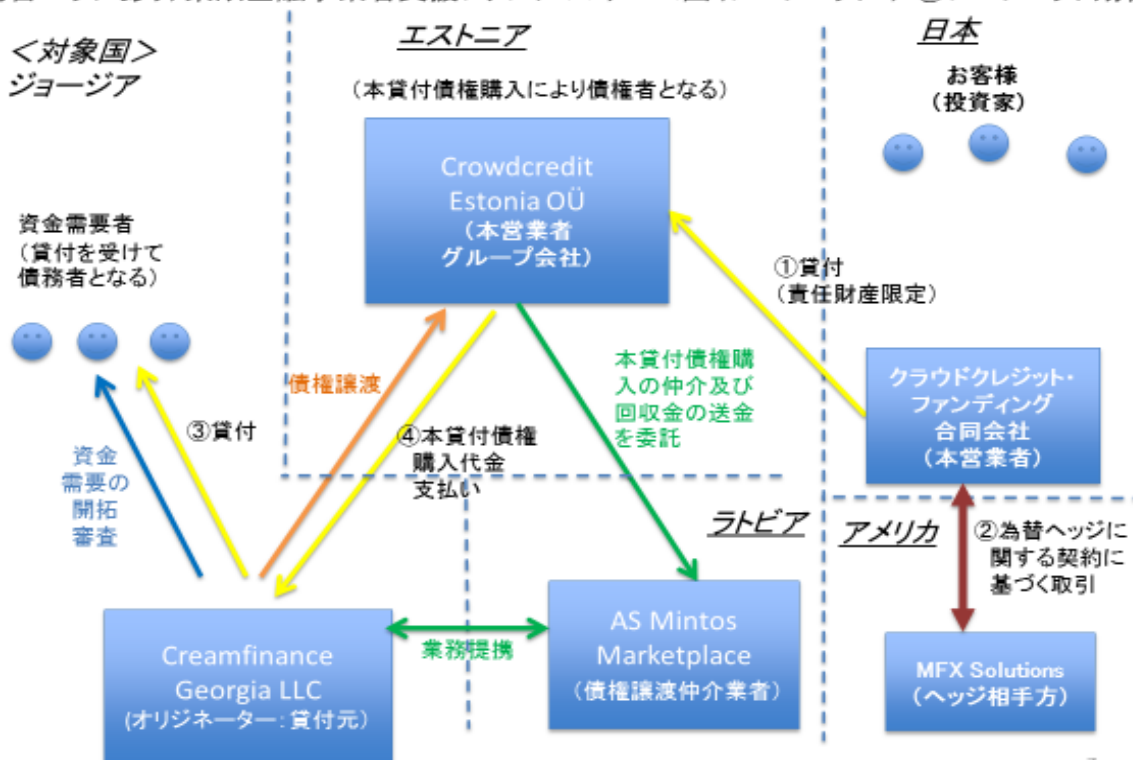 ＜対象国＞
ジョージア
エストニア
日本
（本貸付債権購入により債権者となる）
お客様
（投資家）
Crowdcredit
Estonia OÜ
（本営業者
グループ会社）
資金需要者
（貸付を受けて
債務者となる）
①貸付
（責任財産限定）
債権譲渡
本貸付債権購
入の仲介及び
回収金の送金
を委託
クラウドクレジット・
ファンディング
合同会社
（本営業者）
③貸付
④本貸付債権
購入代金
支払い
資金
需要の
開拓
審査
ラトビア
アメリカ
②為替ヘッジに
関する契約に
基づく取引
Creamfinance
Georgia LLC
（オリジネーター：貸付元）
業務提携
AS Mintos
Marketplace
（債権譲渡仲介業者）
MFX Solutions
（ヘッジ相手方）